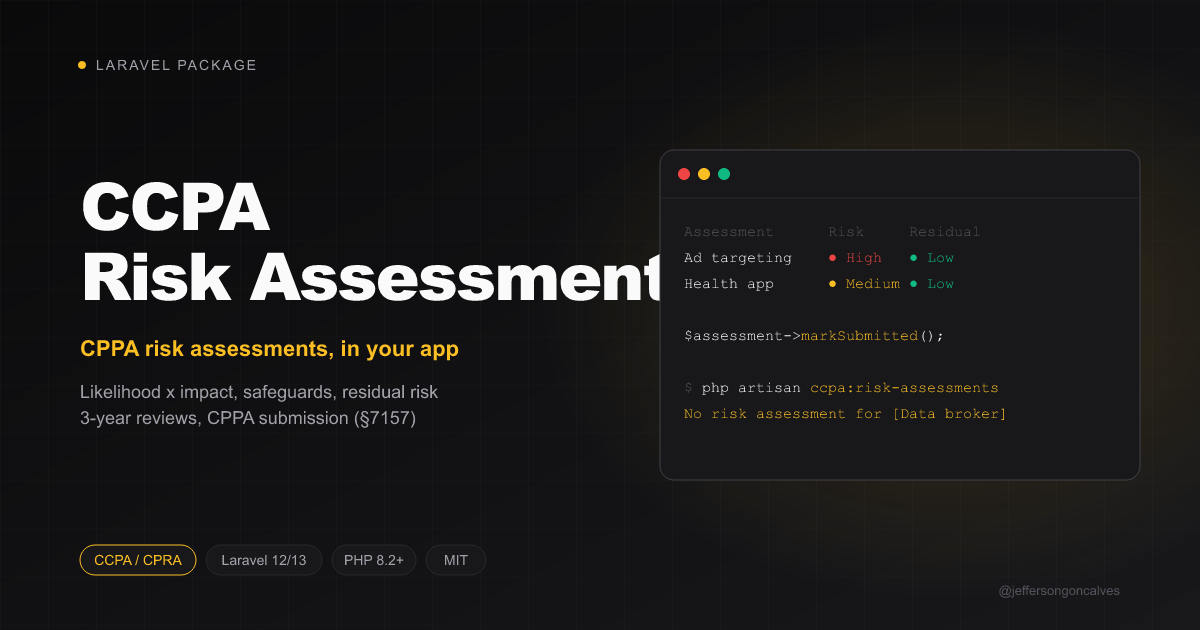 LARAVEL PACKAGE
CCPA
Risk Assessment
CPPA risk assessments, in your app
Likelihood x impact, safeguards, residual risk
3-year reviews, CPPA submission (§7157)
Assessment Risk Residual
Ad targeting ● High ● Low
Health app ● Medium ● Low
$assessment->markSubmitted();
$ php artisan ccpa:risk-assessments
No risk assessment for [Data broker]
CCPA / CPRA
Laravel 12/13
PHP 8.2+
MIT
@jeffersongoncalves